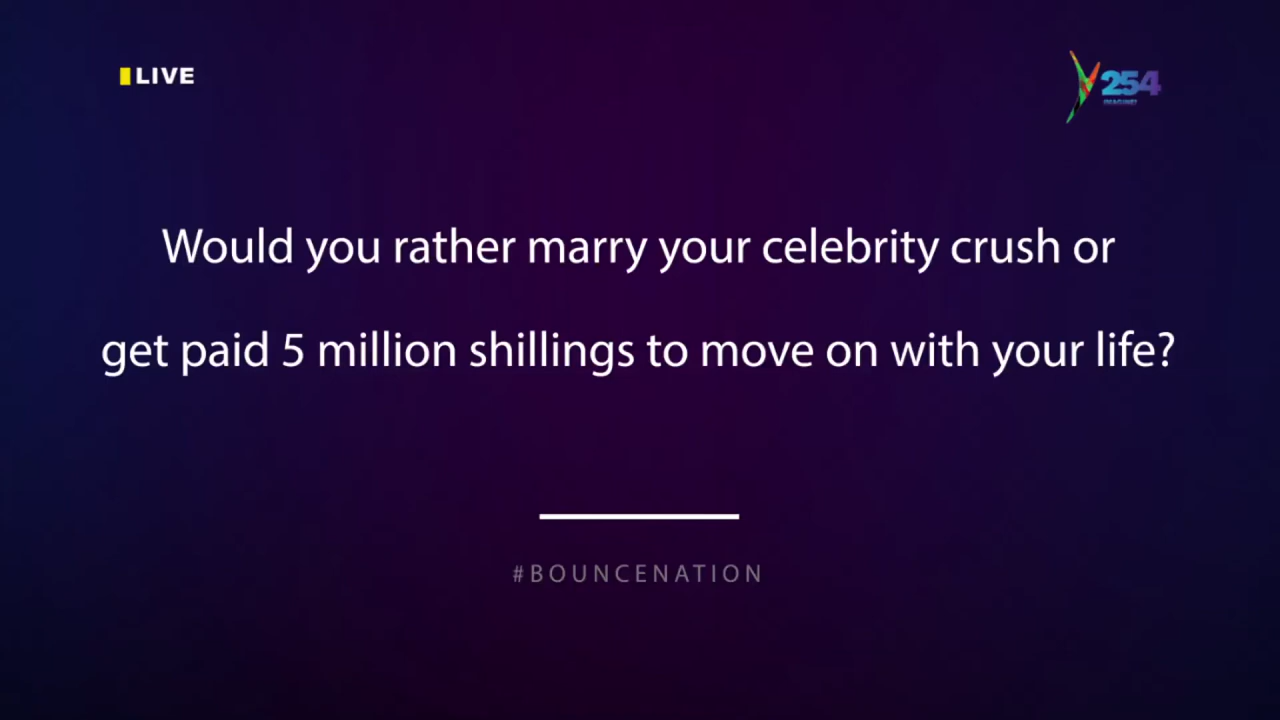 LIVE
254
IMAGINE!
Would you rather marry your celebrity crush or
get paid 5 million shillings to move on with your life?
#BOUNCENATION